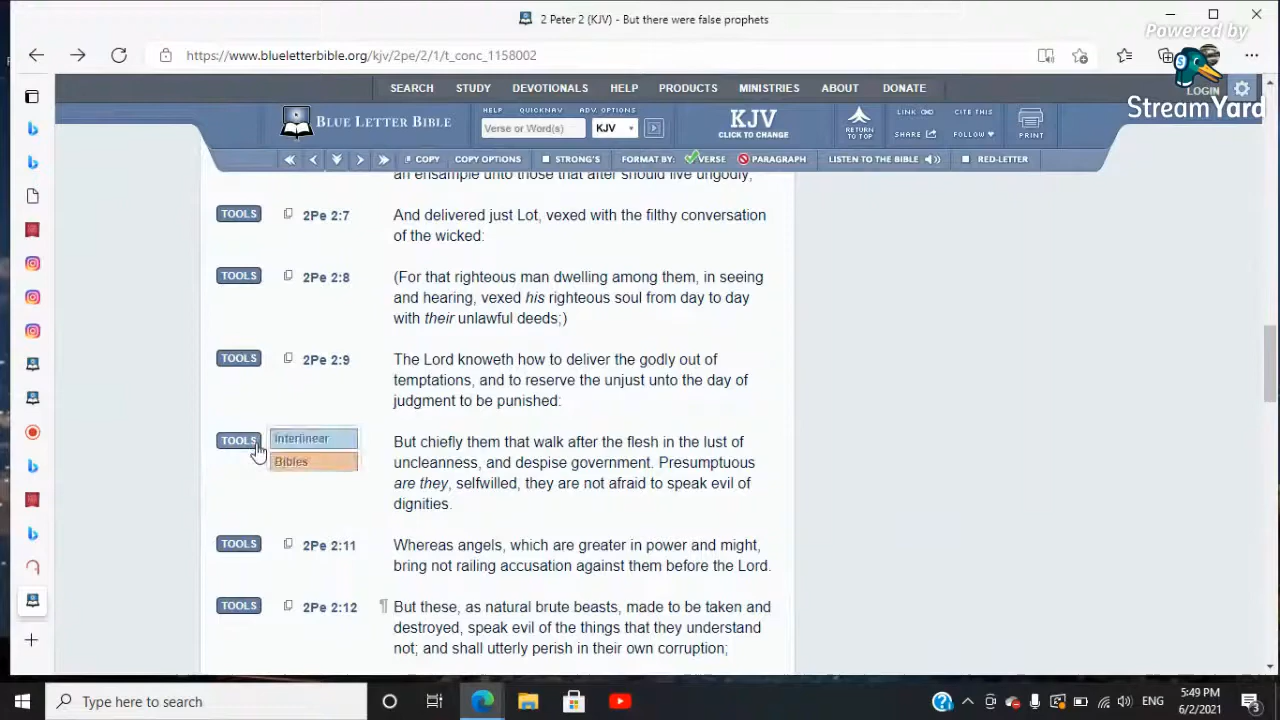 2 Peter 2 (KJV) - But there were false prophets
Powered by
StreamYard
https://www.blueletterbible.org/kjv/2pe/2/1/t_conc_1158002
SEARCH STUDY DEVOTIONALS HELP PRODUCTS MINISTRIES ABOUT DONATE
LOGIN
BLUE LETTER BIBLE
HELP QUICKNAV ADV. OPTIONS
Verse or Word(s) KJV
KJV
CLICK TO CHANGE
RETURN
TO TOP
LINK CITE THIS
SHARE FOLLOW
PRINT
COPY COPY OPTIONS STRONG'S FORMAT BY: VERSE PARAGRAPH LISTEN TO THE BIBLE RED-LETTER
an ensample unto those that after should live ungodly;
TOOLS 2Pe 2:7 And delivered just Lot, vexed with the filthy conversation
of the wicked:
TOOLS 2Pe 2:8 (For that righteous man dwelling among them, in seeing
and hearing, vexed his righteous soul from day to day
with their unlawful deeds;)
TOOLS 2Pe 2:9 The Lord knoweth how to deliver the godly out of
temptations, and to reserve the unjust unto the day of
judgment to be punished:
TOOLS Interlinear But chiefly them that walk after the flesh in the lust of
Bibles uncleanness, and despise government. Presumptuous
are they, selfwilled, they are not afraid to speak evil of
dignities.
TOOLS 2Pe 2:11 Whereas angels, which are greater in power and might,
bring not railing accusation against them before the Lord.
TOOLS 2Pe 2:12 ¶ But these, as natural brute beasts, made to be taken and
destroyed, speak evil of the things that they understand
not; and shall utterly perish in their own corruption;
Type here to search
ENG
5:49 PM
6/2/2021
3